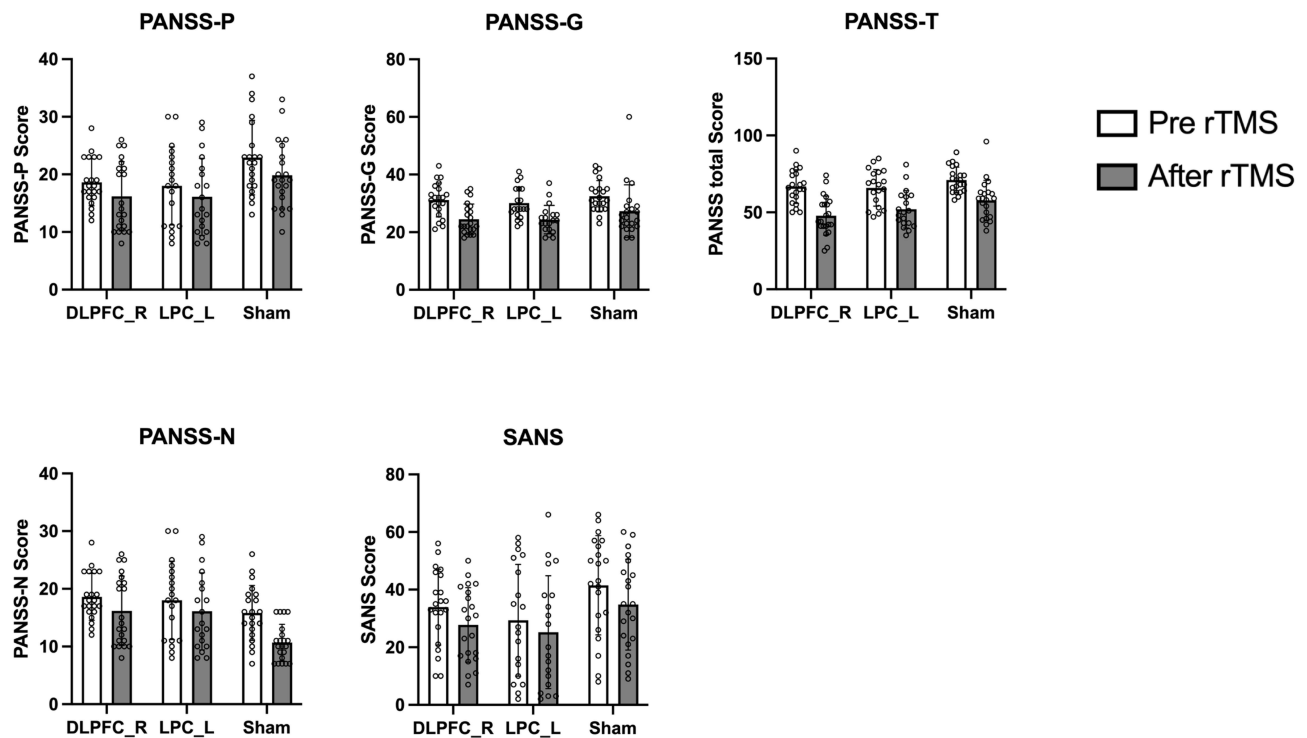 PANSS-P
PANSS-P Score
40
30
20
10
0
DLPFC_R LPC_L Sham
PANSS-G
PANSS-G Score
80
60
40
20
0
DLPFC_R LPC_L Sham
PANSS-T
PANSS total Score
150
100
50
0
DLPFC_R LPC_L Sham
Pre rTMS
After rTMS
PANSS-N
PANSS-N Score
40
30
20
10
0
DLPFC_R LPC_L Sham
SANS
SANS Score
80
60
40
20
0
DLPFC_R LPC_L Sham